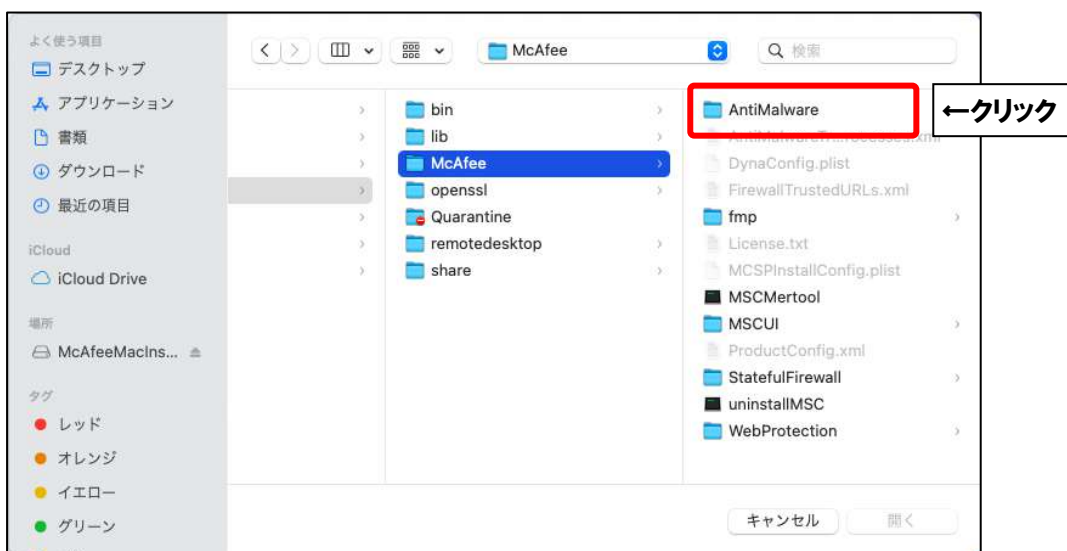 よく使う項目
デスクトップ
アプリケーション
書類
ダウンロード
最近の項目
iCloud
iCloud Drive
場所
McAfeeMacIns...
タグ
レッド
オレンジ
イエロー
グリーン
McAfee
検索
bin
lib
McAfee
openssl
Quarantine
remotedesktop
share
AntiMalware
←クリック
DynaConfig.plist
FirewallTrustedURLs.xml
fmp
License.txt
MCSPInstallConfig.plist
MSCMertool
MSCUI
ProductConfig.xml
StatefulFirewall
uninstallMSC
WebProtection
キャンセル
開く